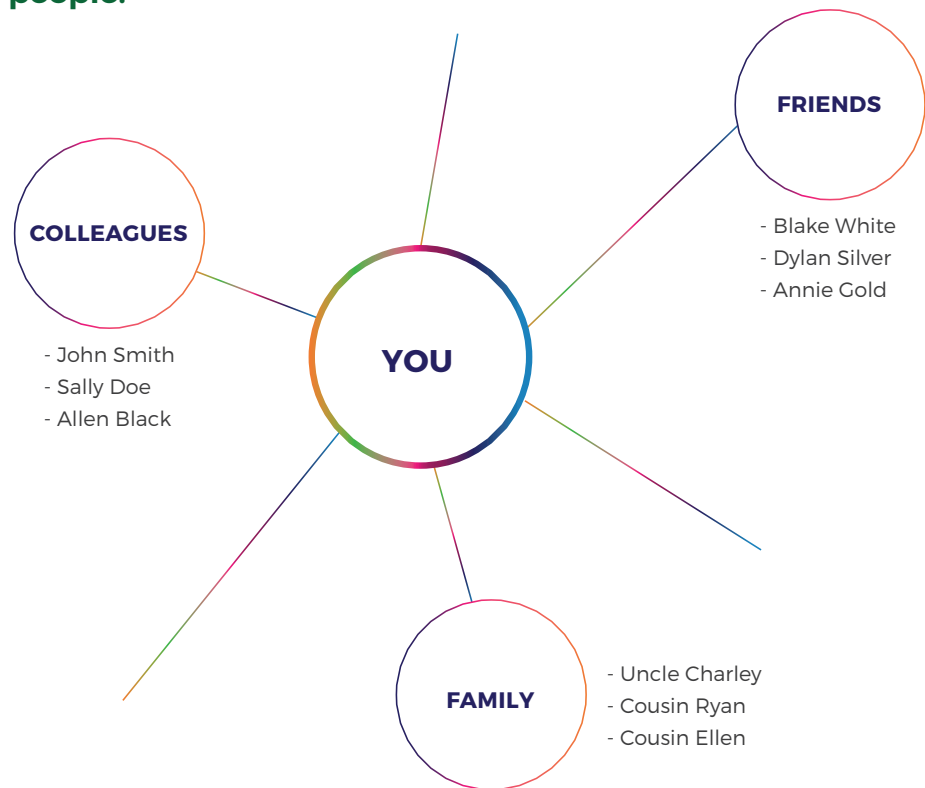 people.
FRIENDS
- Blake White
- Dylan Silver
- Annie Gold
COLLEAGUES
- John Smith
- Sally Doe
- Allen Black
YOU
FAMILY
- Uncle Charley
- Cousin Ryan
- Cousin Ellen